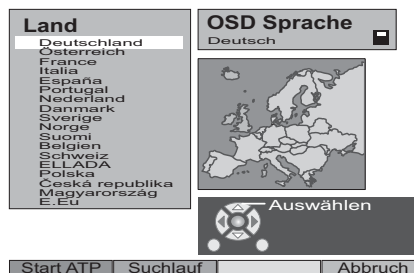 Land
Deutschland
Österreich
France
Italia
España
Portugal
Nederland
Danmark
Sverige
Norge
Suomi
Belgien
Schweiz
ELLADA
Polska
Česká republika
Magyarország
E.Eu
OSD Sprache
Deutsch
Auswählen
Start ATP
Suchlauf
Abbruch